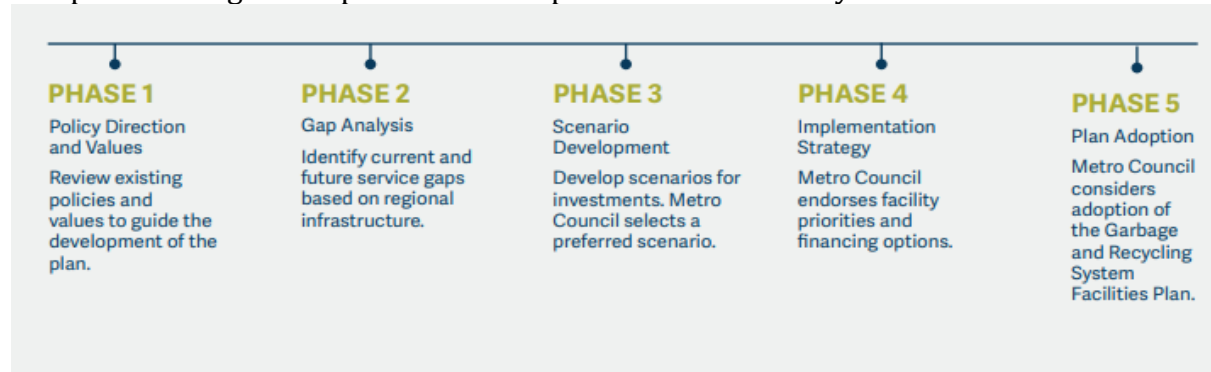 PHASE 1
Policy Direction
and Values
Review existing
policies and
values to guide the
development of the
plan.
PHASE 2
Gap Analysis
Identify current and
future service gaps
based on regional
infrastructure.
PHASE 3
Scenario
Development
Develop scenarios for
investments. Metro
Council selects a
preferred scenario.
PHASE 4
Implementation
Strategy
Metro Council
endorses facility
priorities and
financing options.
PHASE 5
Plan Adoption
Metro Council
considers
adoption of
the Garbage
and Recycling
System
Facilities Plan.